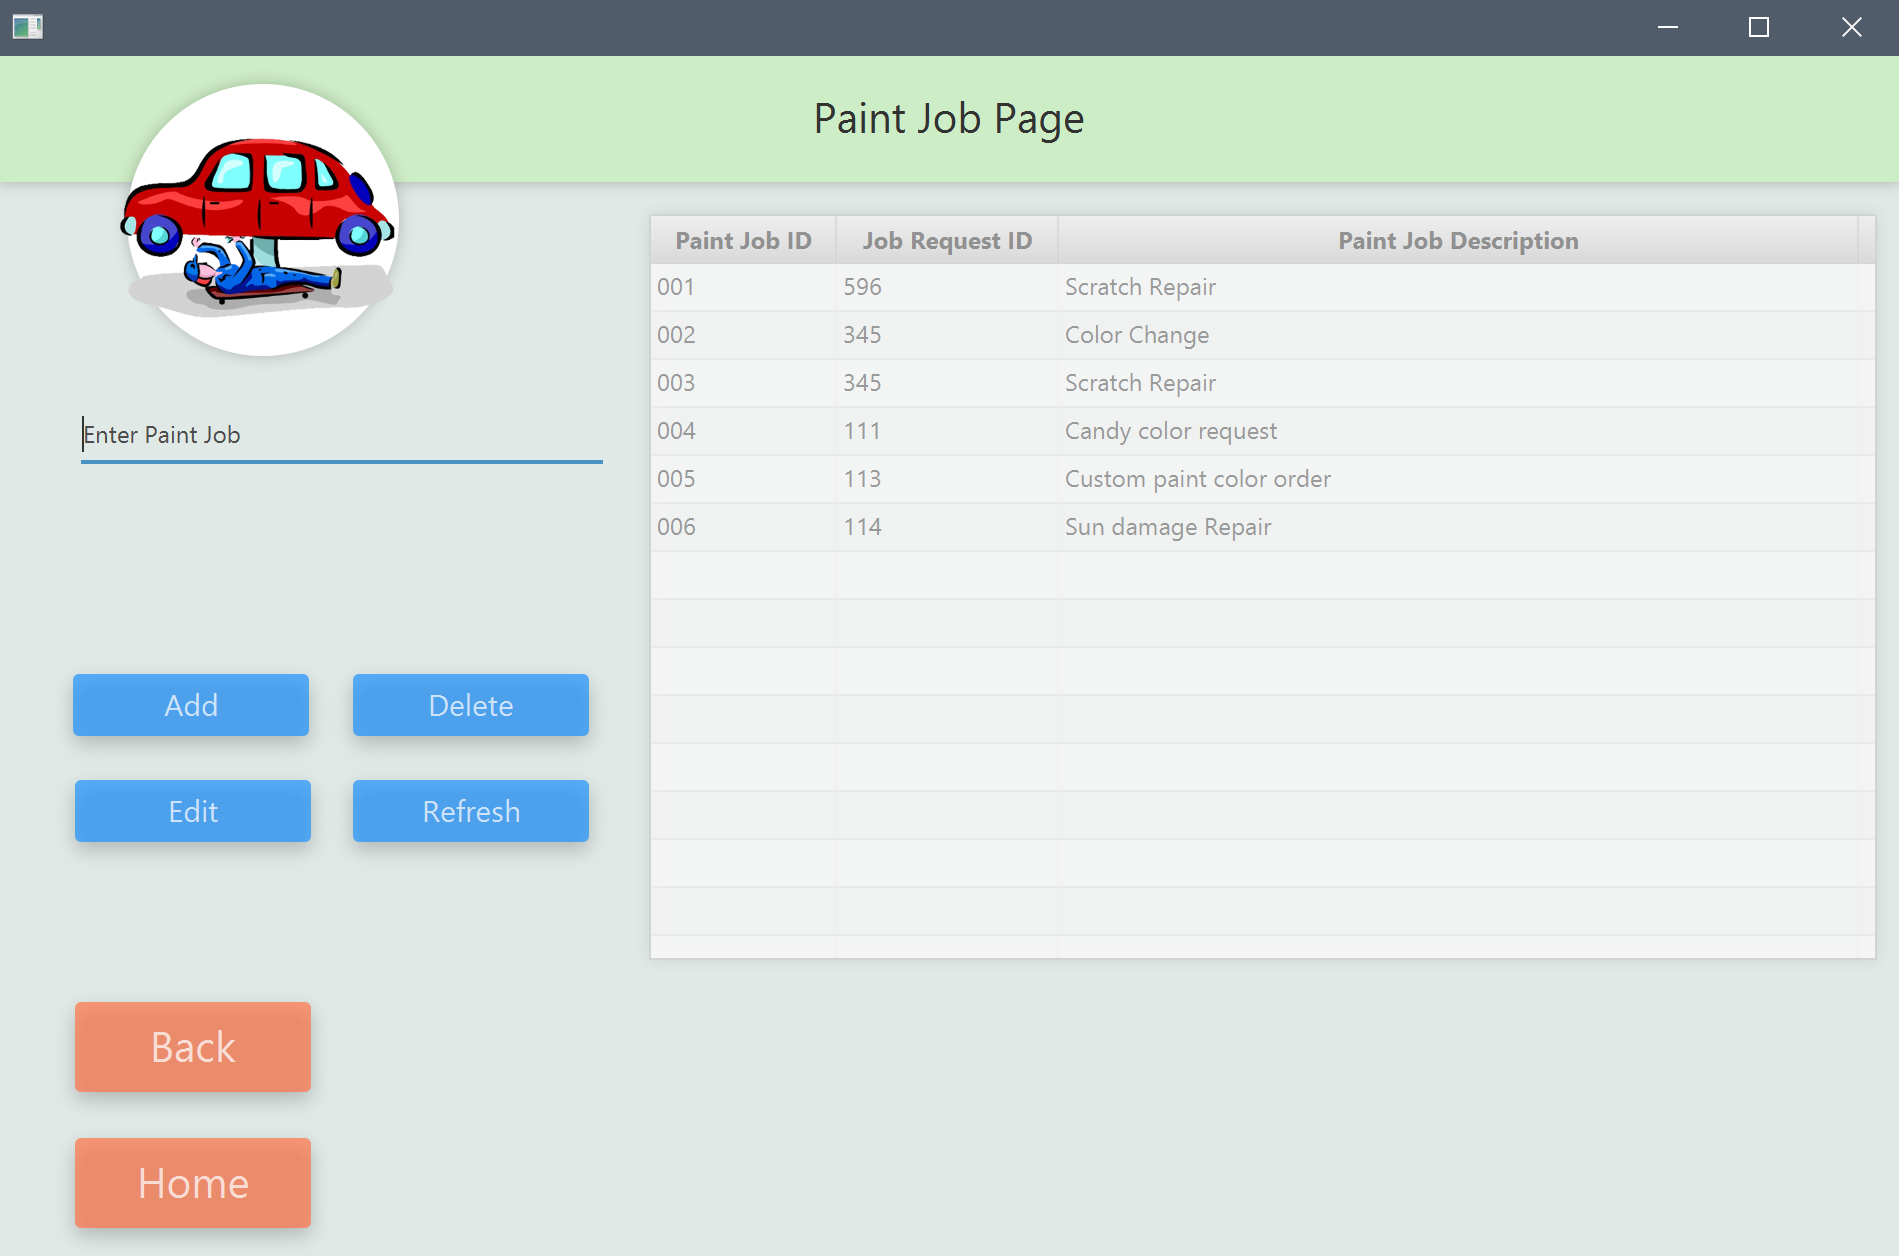 Paint Job Page
Enter Paint Job
Add
Delete
Edit
Refresh
Back
Home
Paint Job ID Job Request ID Paint Job Description
001 596 Scratch Repair
002 345 Color Change
003 345 Scratch Repair
004 111 Candy color request
005 113 Custom paint color order
006 114 Sun damage Repair